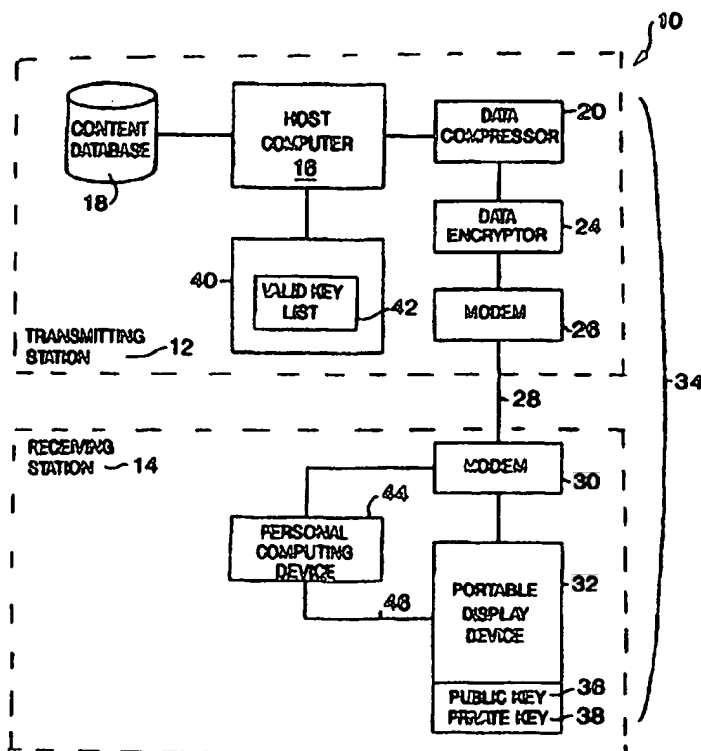 10
CONTENT
DATABASE
18
HOST
COMPUTER
16
DATA
COMPRESSOR
20
DATA
ENCRYPTOR
24
40
VALID KEY
LIST
42
MODEM
26
TRANSMITTING
STATION
12
28
34
RECEIVING
STATION
14
MODEM
30
44
PERSONAL
COMPUTING
DEVICE
46
PORTABLE
DISPLAY
DEVICE
32
PUBLIC KEY
36
PRIVATE KEY
38